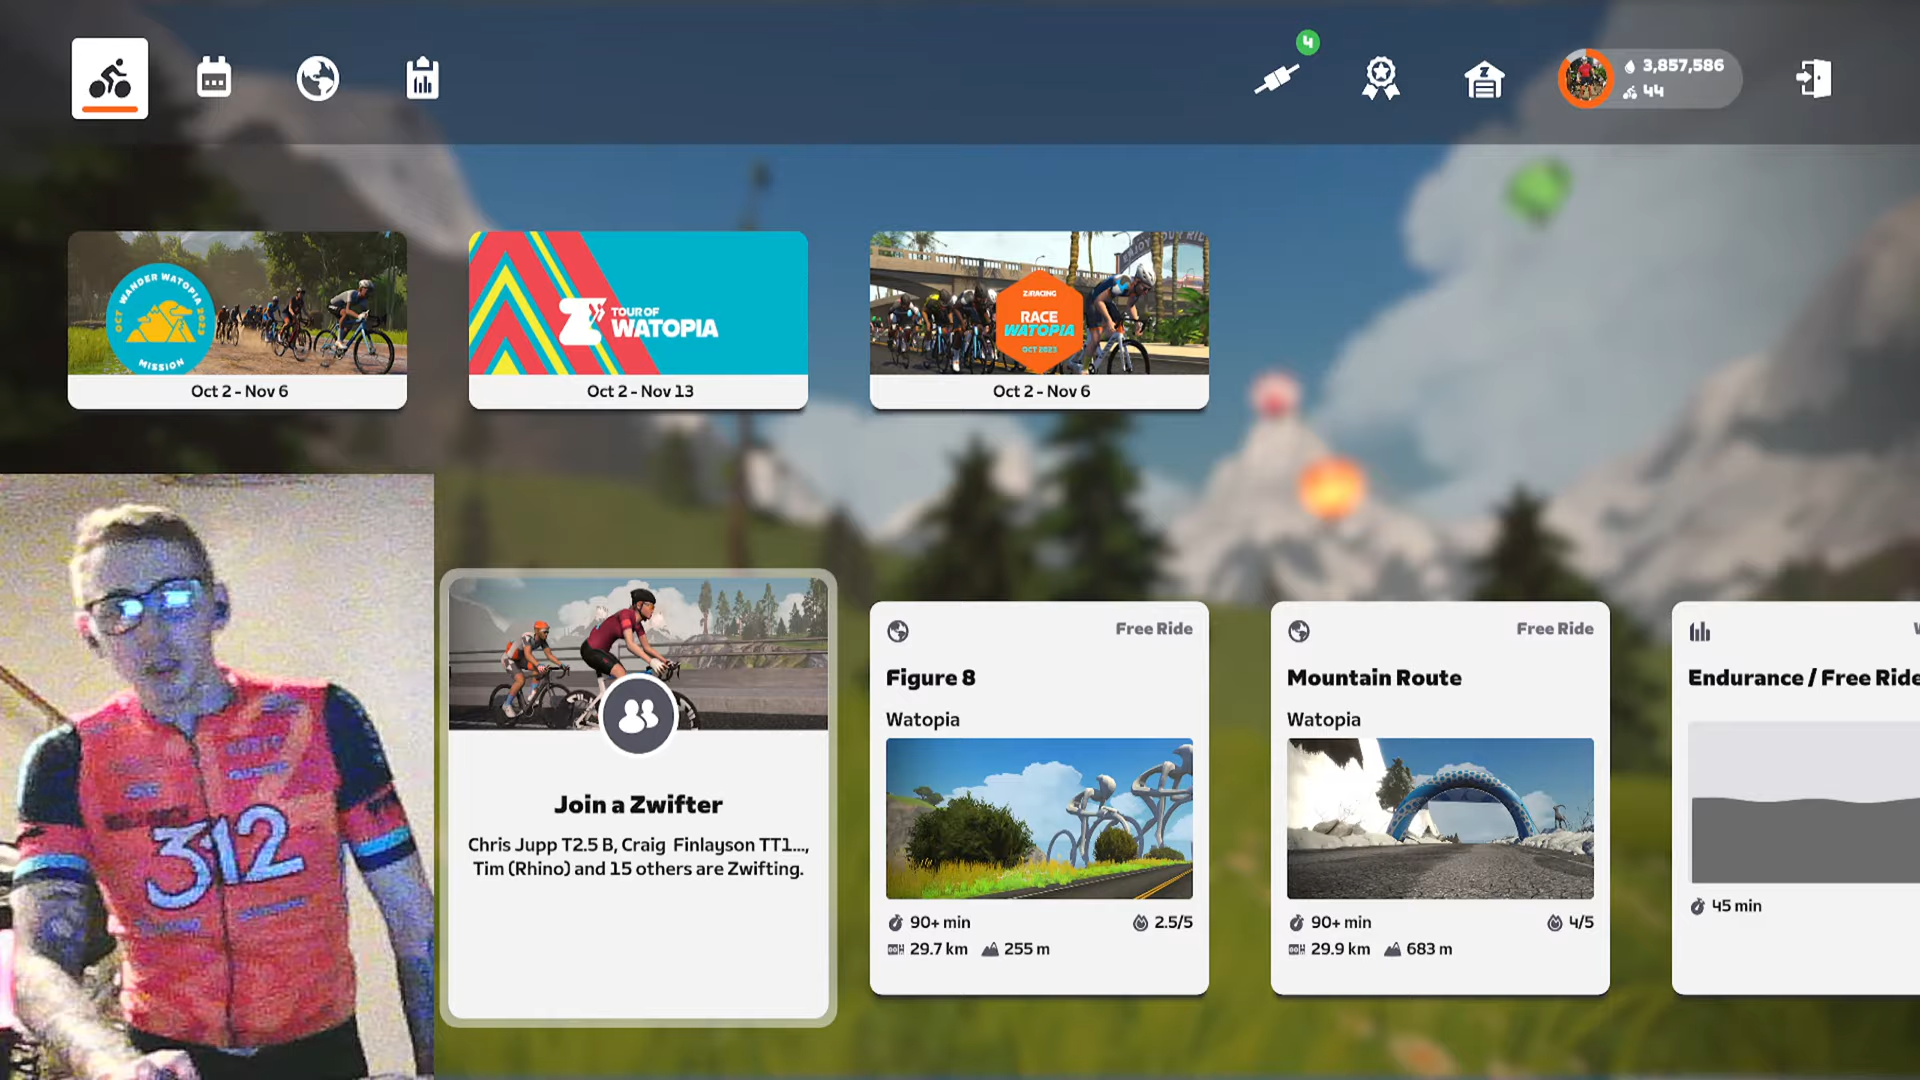 4
3,857,586
44
OCT WANDER WATOPIA 2023
MISSION
Oct 2 - Nov 6
TOUR OF
WATOPIA
Oct 2 - Nov 13
ZRACING
RACE
WATOPIA
OCT 2023
Oct 2 - Nov 6
312
Join a Zwifter
Chris Jupp T2.5 B, Craig Finlayson TT1...,
Tim (Rhino) and 15 others are Zwifting.
Free Ride
Figure 8
Watopia
90+ min
2.5/5
29.7 km
255 m
Free Ride
Mountain Route
Watopia
90+ min
4/5
29.9 km
683 m
Endurance / Free Ride
45 min